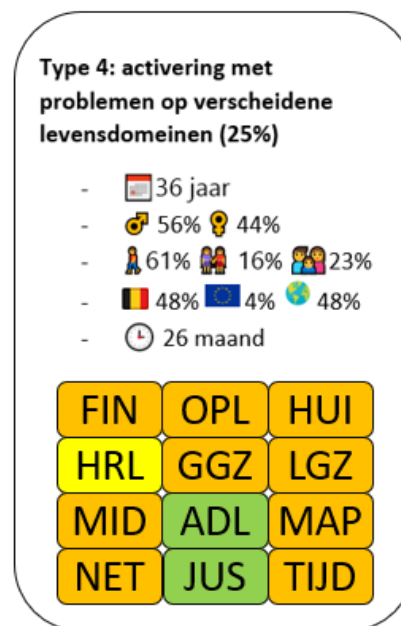 Type 4: activering met
problemen op verscheidene
levensdomeinen (25%)
- 36 jaar
- 56% 44%
- 61% 16% 23%
- 48% 4% 48%
- 26 maand
FIN OPL HUI
HRL GGZ LGZ
MID ADL MAP
NET JUS TIJD